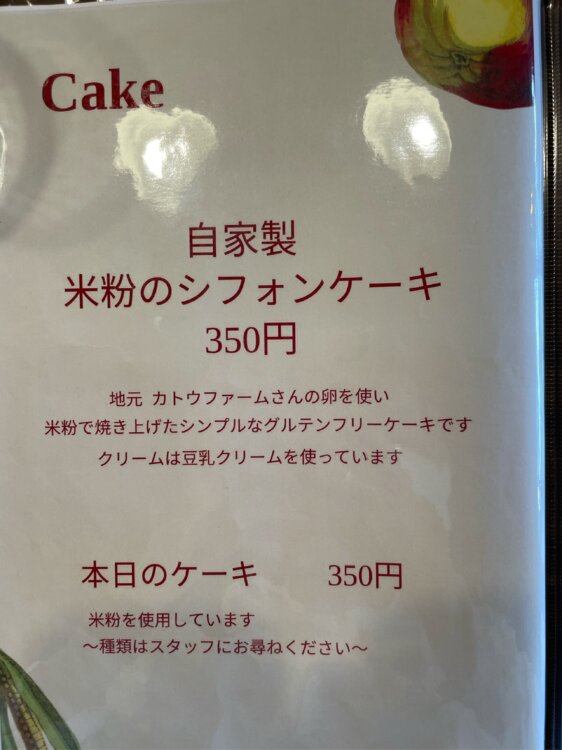 Cake
自家製
米粉のシフォンケーキ
350円
地元 カトウファームさんの卵を使い
米粉で焼き上げたシンプルなグルテンフリーケーキです
クリームは豆乳クリームを使っています
本日のケーキ 350円
米粉を使用しています
～種類はスタッフにお尋ねください～